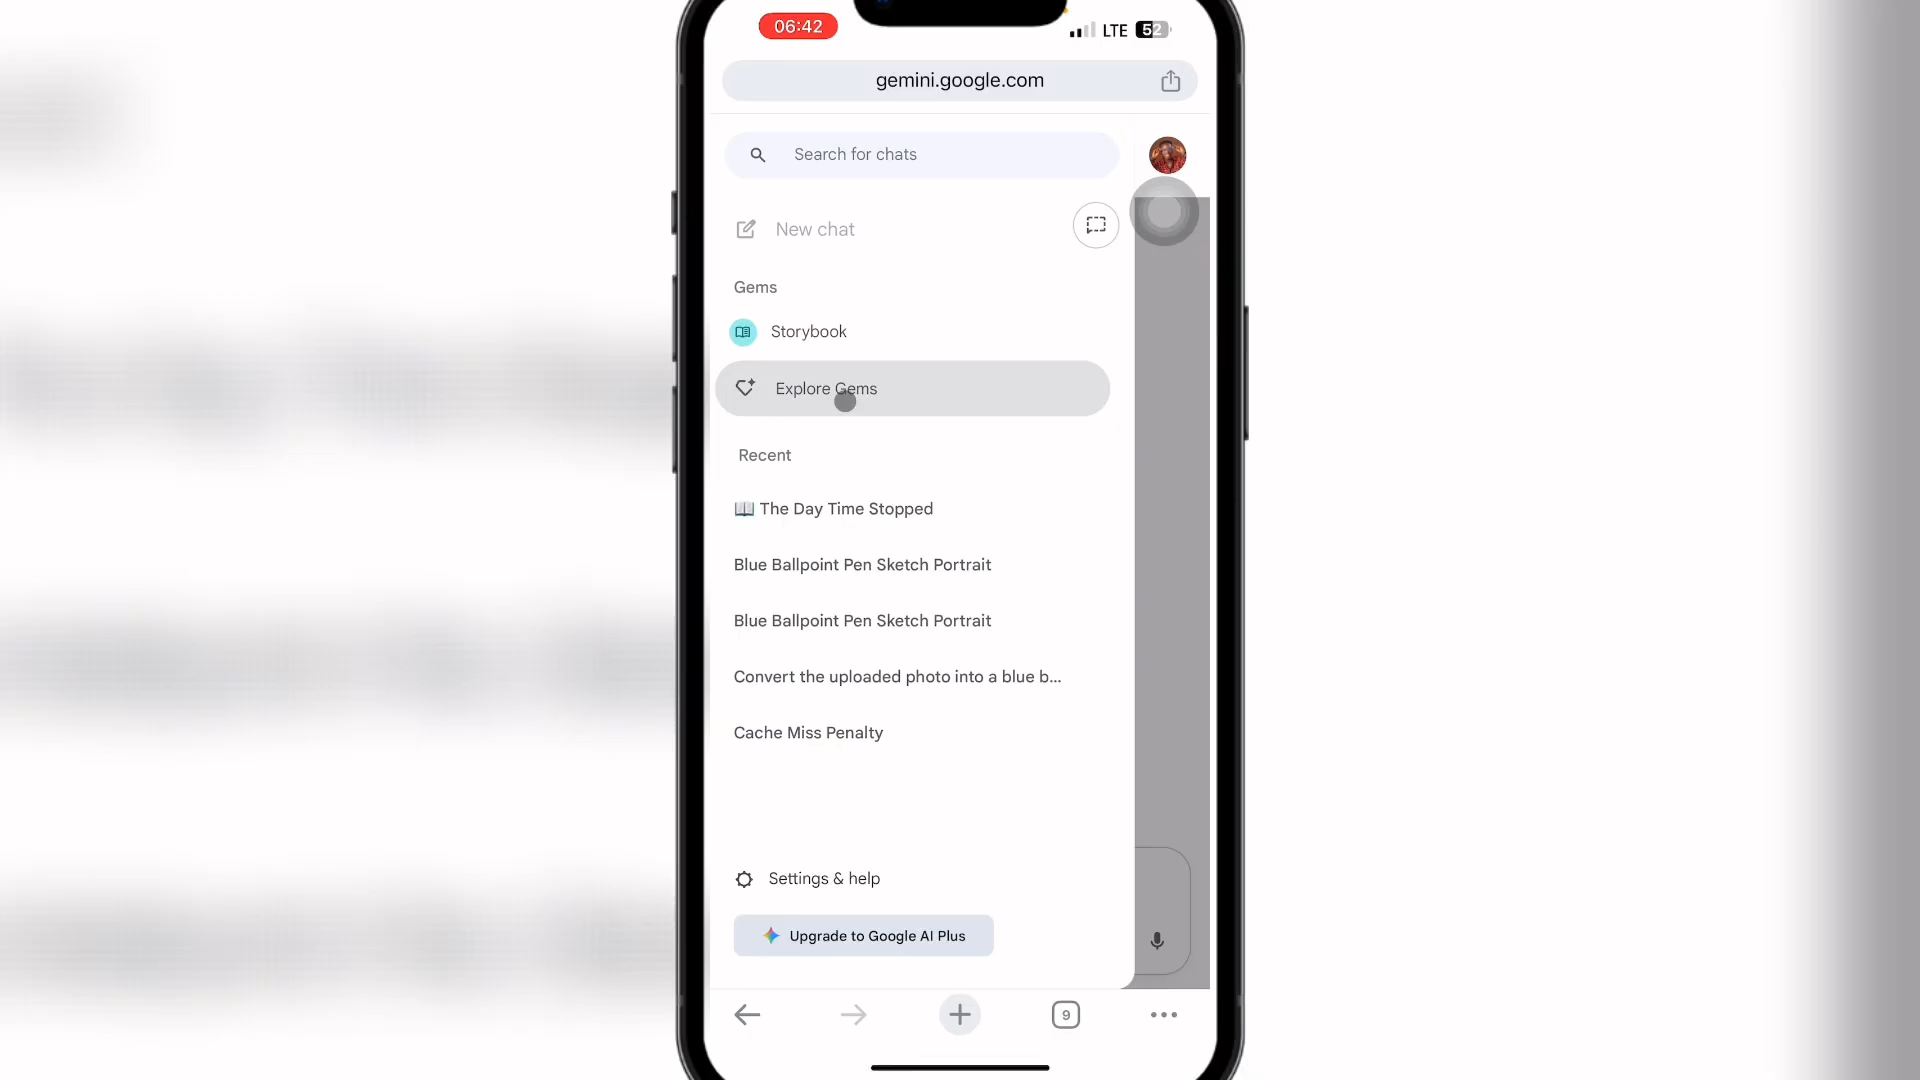 06:42
LTE
52
gemini.google.com
Search for chats
New chat
Gems
Storybook
Explore Gems
Recent
📖 The Day Time Stopped
Blue Ballpoint Pen Sketch Portrait
Blue Ballpoint Pen Sketch Portrait
Convert the uploaded photo into a blue b...
Cache Miss Penalty
Settings & help
Upgrade to Google AI Plus
9